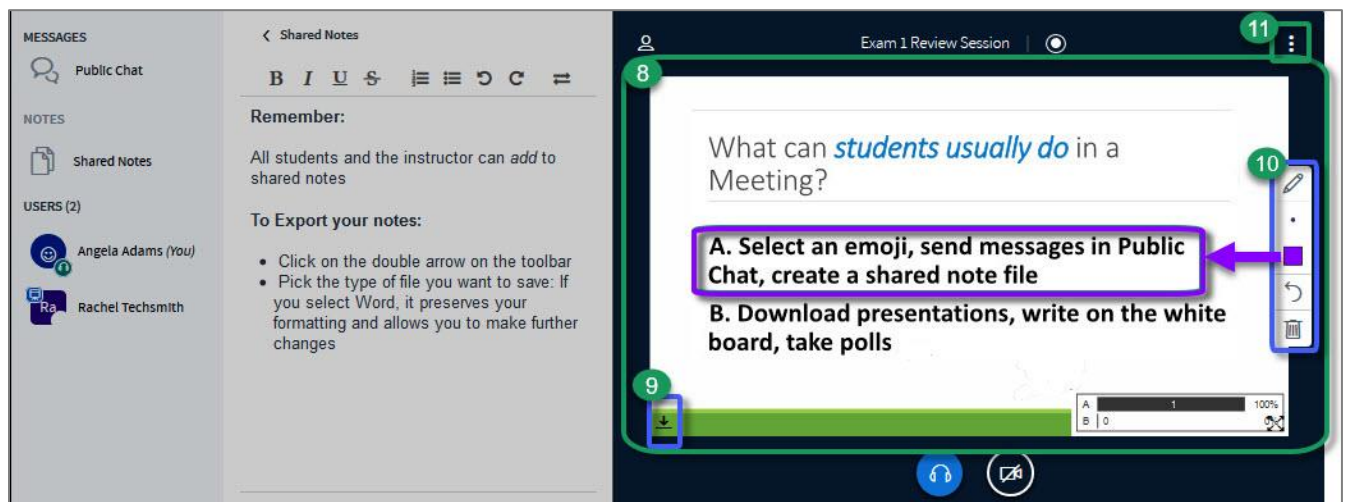 MESSAGES
Public Chat
NOTES
Shared Notes
USERS (2)
Angela Adams (You)
Ra
Rachel Techsmith
Shared Notes
B I U S
Remember:
All students and the instructor can add to
shared notes
To Export your notes:
• Click on the double arrow on the toolbar
• Pick the type of file you want to save: If
you select Word, it preserves your
formatting and allows you to make further
changes
Exam 1 Review Session
11
8
What can students usually do in a
Meeting?
10
A. Select an emoji, send messages in Public
Chat, create a shared note file
B. Download presentations, write on the white
board, take polls
9
A 1 100%
B 0